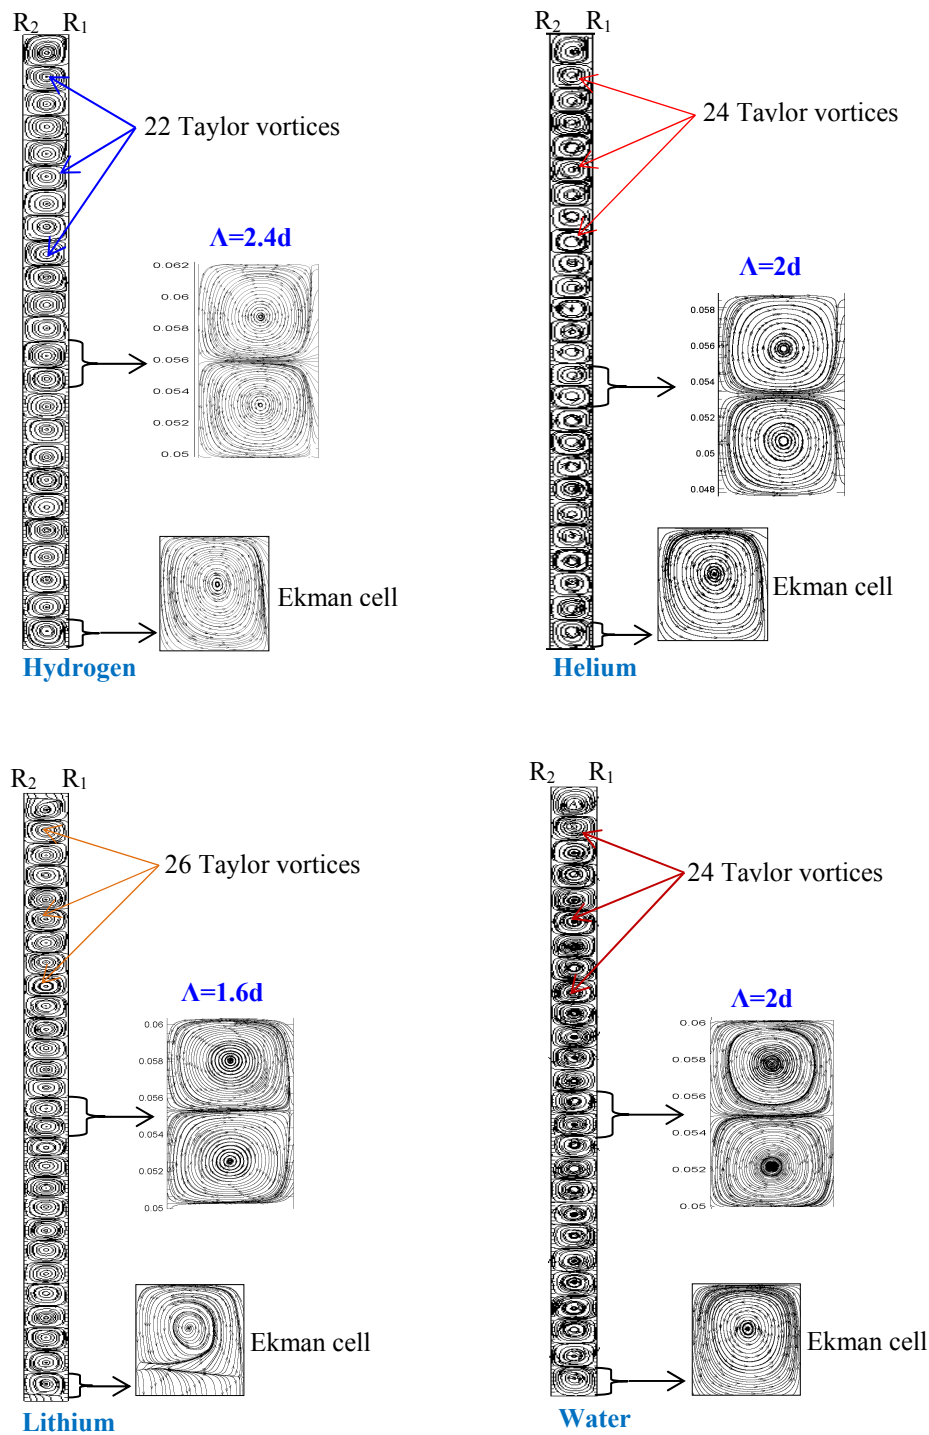 R₂ R₁
22 Taylor vortices
Λ=2.4d
0.062
0.06
0.058
0.056
0.054
0.052
0.05
Ekman cell
Hydrogen
R₂ R₁
24 Tavlor vortices
Λ=2d
0.058
0.056
0.054
0.052
0.05
0.048
Ekman cell
Helium
R₂ R₁
26 Taylor vortices
Λ=1.6d
0.06
0.058
0.056
0.054
0.052
0.05
Ekman cell
Lithium
R₂ R₁
24 Tavlor vortices
Λ=2d
0.06
0.058
0.056
0.054
0.052
0.05
Ekman cell
Water